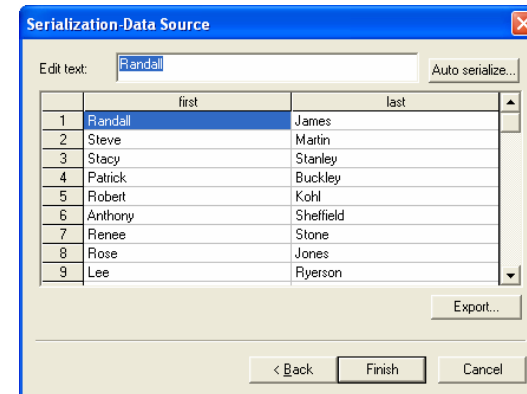 Serialization-Data Source
Edit text: Randall Auto serialize...
first last
1 Randall James
2 Steve Martin
3 Stacy Stanley
4 Patrick Buckley
5 Robert Kohl
6 Anthony Sheffield
7 Renee Stone
8 Rose Jones
9 Lee Ryerson
Export...
< Back Finish Cancel